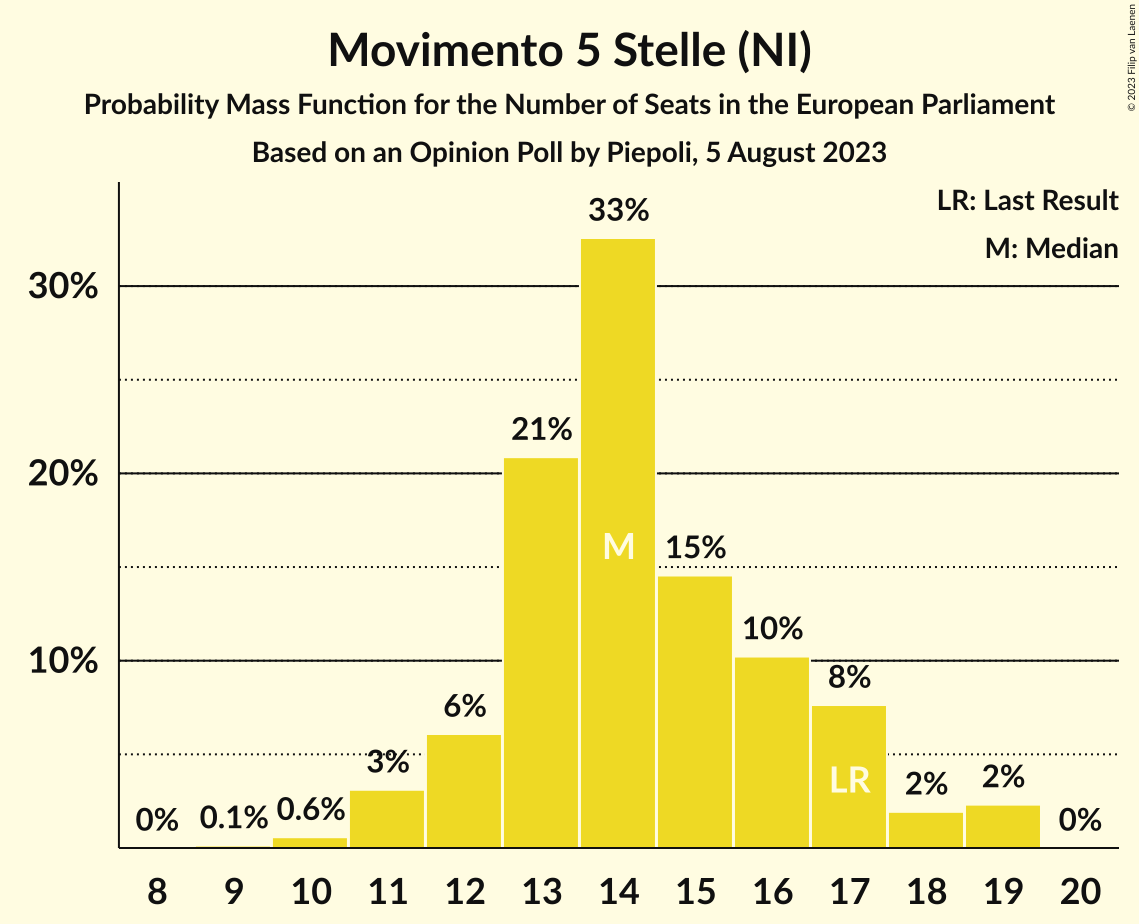 Movimento 5 Stelle (NI)
Probability Mass Function for the Number of Seats in the European Parliament
Based on an Opinion Poll by Piepoli, 5 August 2023
© 2023 Filip van Laenen
LR: Last Result
M: Median
30%
20%
10%
0%
0.1%
0.6%
3%
6%
21%
33%
15%
10%
8%
2%
2%
0%
M
LR
8 9 10 11 12 13 14 15 16 17 18 19 20